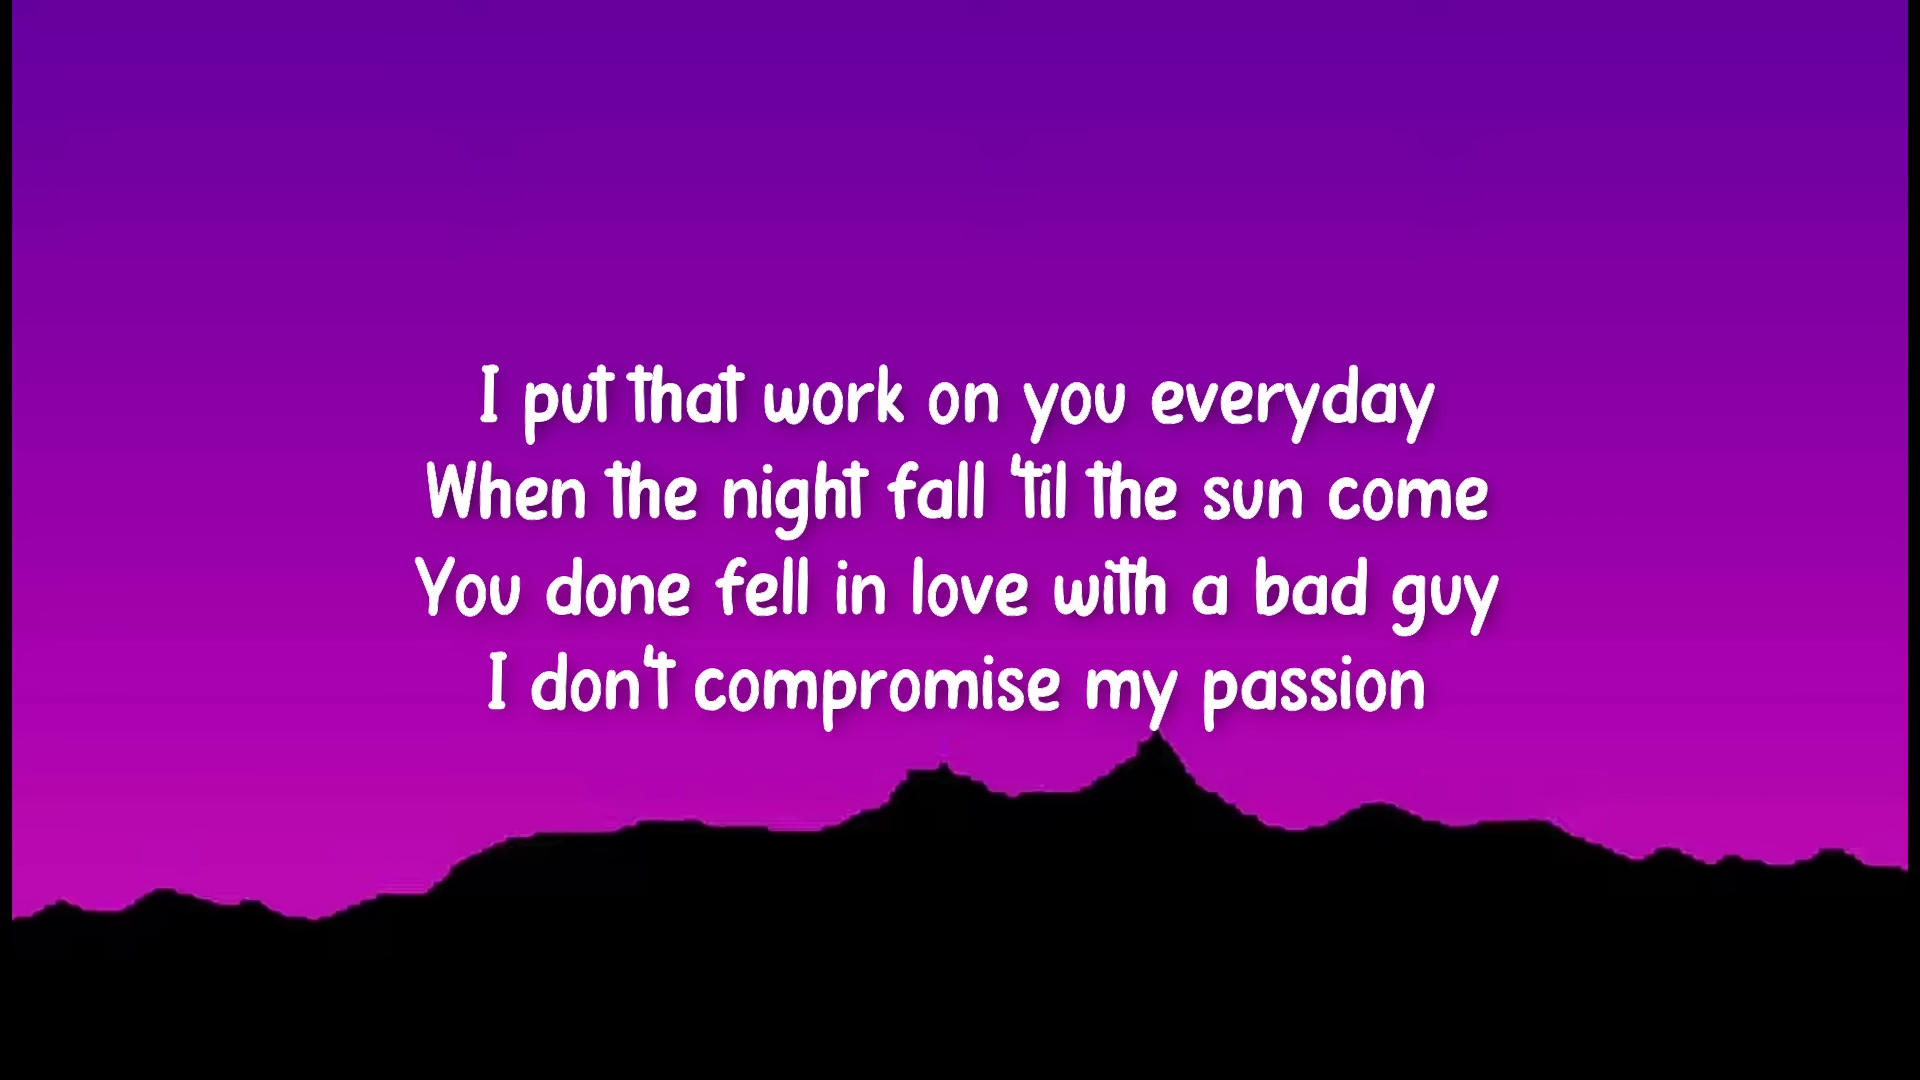 I put that work on you everyday
When the night fall 'til the sun come
You done fell in love with a bad guy
I don't compromise my passion